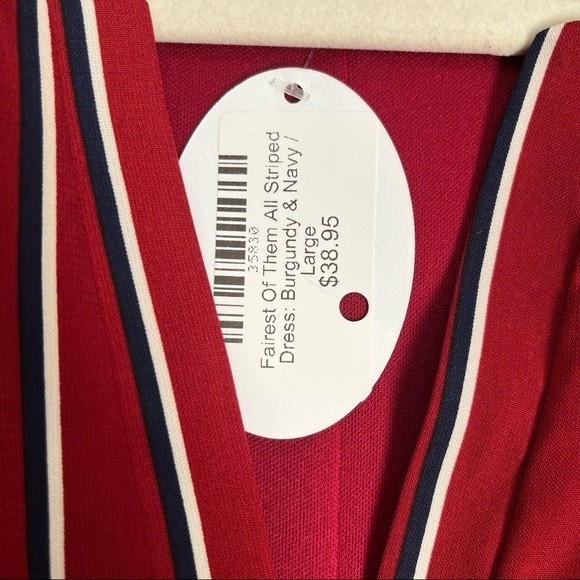 35830
Fairest Of Them All Striped
Dress: Burgundy & Navy /
Large
$38.95